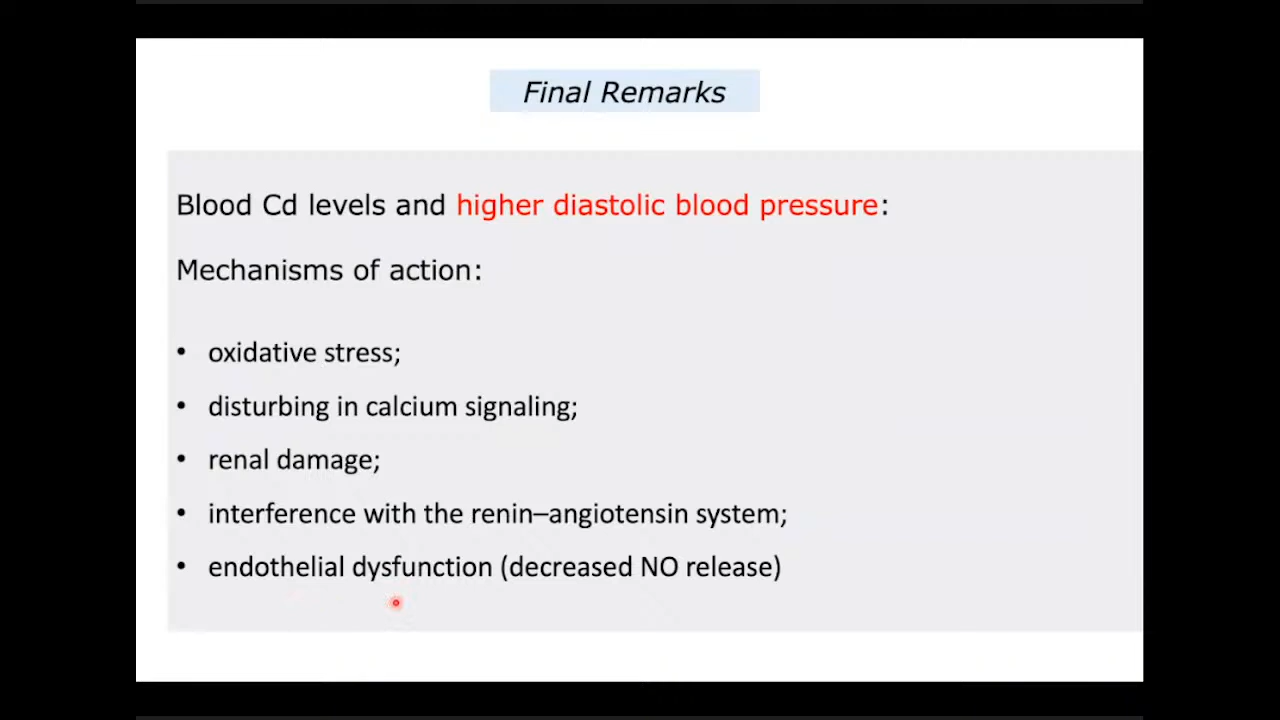 Final Remarks
Blood Cd levels and higher diastolic blood pressure:
Mechanisms of action:
• oxidative stress;
• disturbing in calcium signaling;
• renal damage;
• interference with the renin–angiotensin system;
• endothelial dysfunction (decreased NO release)